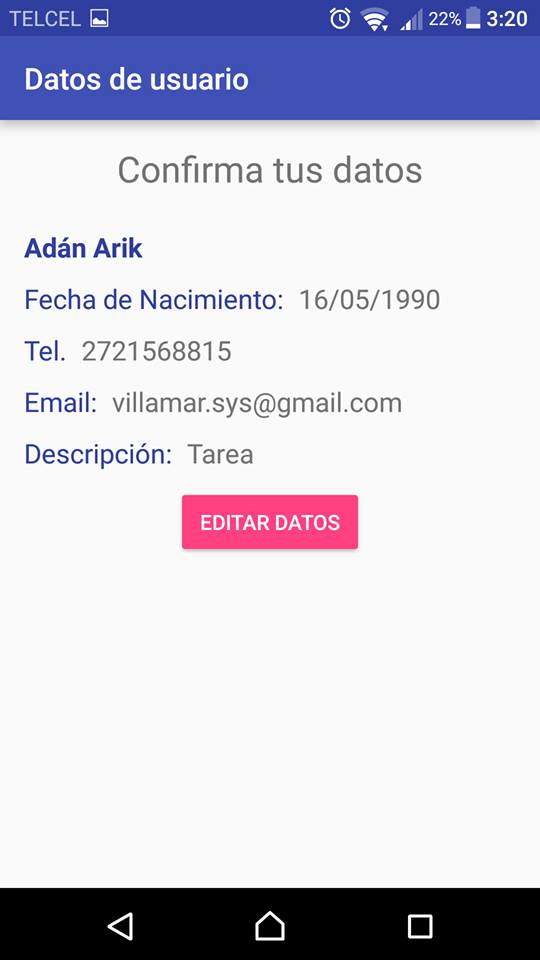 TELCEL 22% 3:20
Datos de usuario
Confirma tus datos
Adán Arik
Fecha de Nacimiento: 16/05/1990
Tel. 2721568815
Email: villamar.sys@gmail.com
Descripción: Tarea
EDITAR DATOS